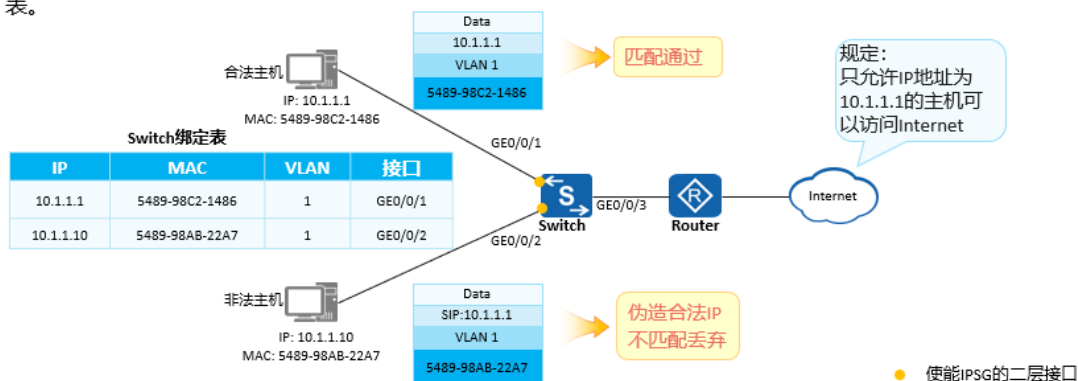 表。
Data
10.1.1.1
VLAN 1
5489-98C2-1486
匹配通过
规定：
只允许IP地址为
10.1.1.1的主机可
以访问Internet
合法主机
IP: 10.1.1.1
MAC: 5489-98C2-1486
Switch绑定表
IP MAC VLAN 接口
10.1.1.1 5489-98C2-1486 1 GE0/0/1
10.1.1.10 5489-98AB-22A7 1 GE0/0/2
GE0/0/1
S
Switch
GE0/0/3
R
Router
Internet
GE0/0/2
非法主机
IP: 10.1.1.10
MAC: 5489-98AB-22A7
Data
SIP:10.1.1.1
VLAN 1
5489-98AB-22A7
伪造合法IP
不匹配丢弃
使能IPSG的二层接口